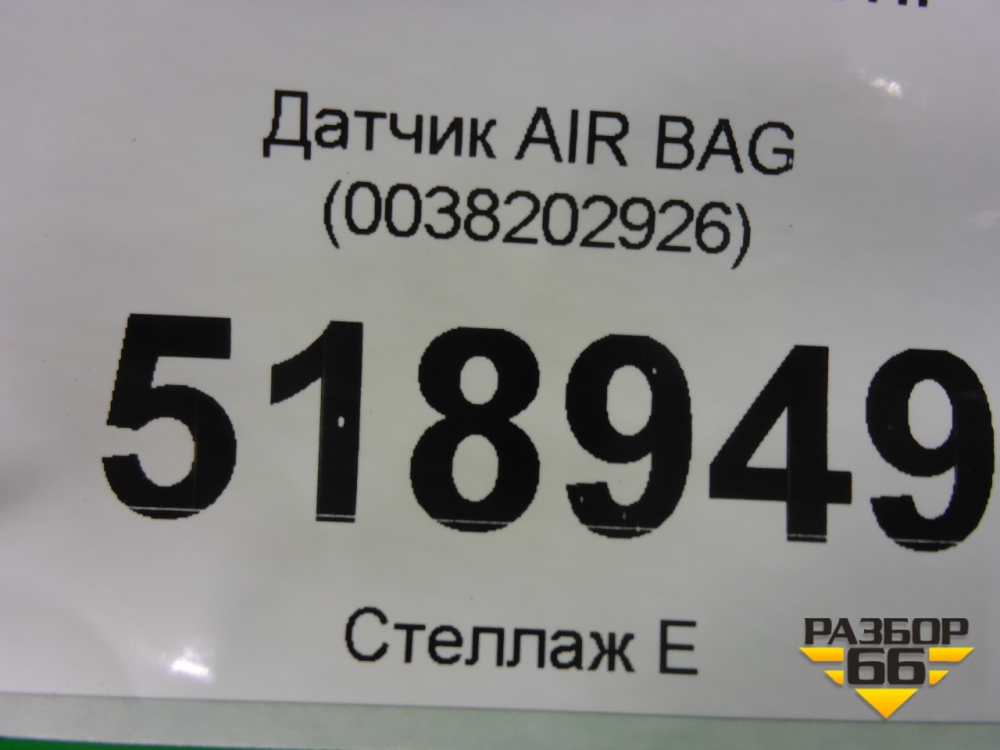 Датчик AIR BAG
(0038202926)
518949
Стеллаж Е
РАЗБОР
66